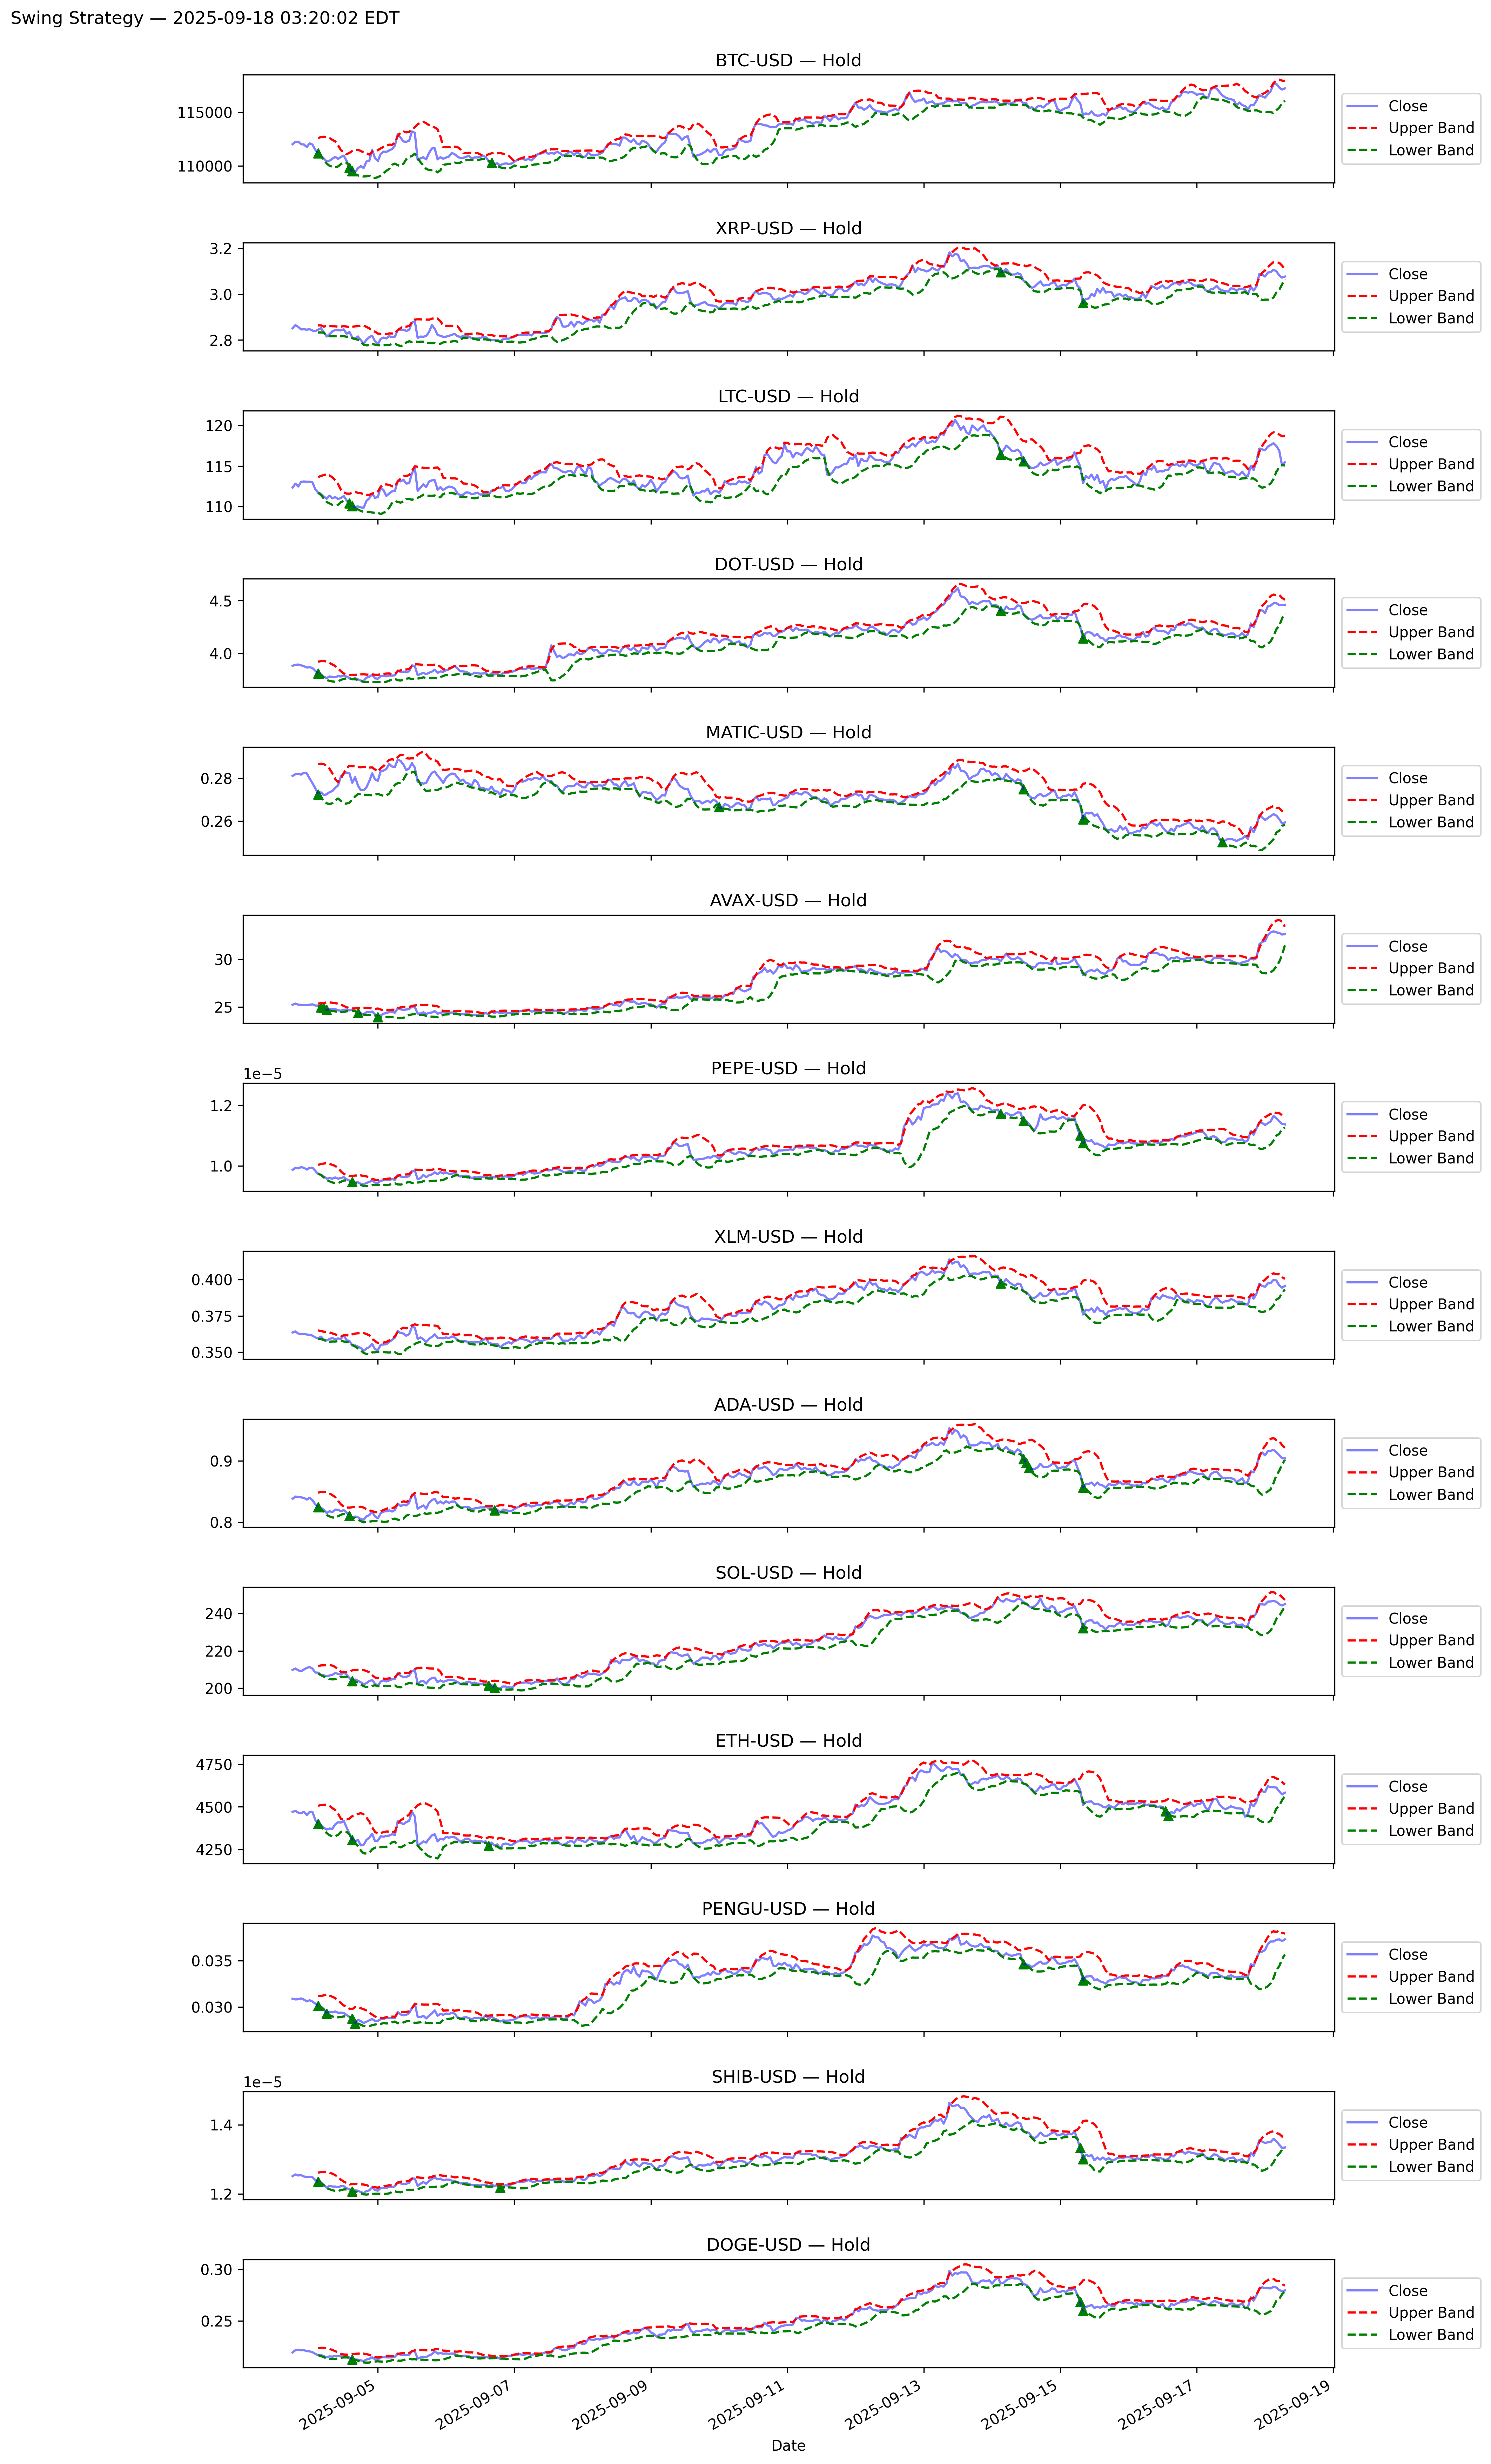 Swing Strategy — 2025-09-18 03:20:02 EDT
BTC-USD — Hold
115000
110000
Close
Upper Band
Lower Band
XRP-USD — Hold
3.2
3.0
2.8
Close
Upper Band
Lower Band
LTC-USD — Hold
120
115
110
Close
Upper Band
Lower Band
DOT-USD — Hold
4.5
4.0
Close
Upper Band
Lower Band
MATIC-USD — Hold
0.28
0.26
Close
Upper Band
Lower Band
AVAX-USD — Hold
30
25
Close
Upper Band
Lower Band
PEPE-USD — Hold
1e−5
1.2
1.0
Close
Upper Band
Lower Band
XLM-USD — Hold
0.400
0.375
0.350
Close
Upper Band
Lower Band
ADA-USD — Hold
0.9
0.8
Close
Upper Band
Lower Band
SOL-USD — Hold
240
220
200
Close
Upper Band
Lower Band
ETH-USD — Hold
4750
4500
4250
Close
Upper Band
Lower Band
PENGU-USD — Hold
0.035
0.030
Close
Upper Band
Lower Band
SHIB-USD — Hold
1e−5
1.4
1.2
Close
Upper Band
Lower Band
DOGE-USD — Hold
0.30
0.25
Close
Upper Band
Lower Band
2025-09-05
2025-09-07
2025-09-09
2025-09-11
2025-09-13
2025-09-15
2025-09-17
2025-09-19
Date